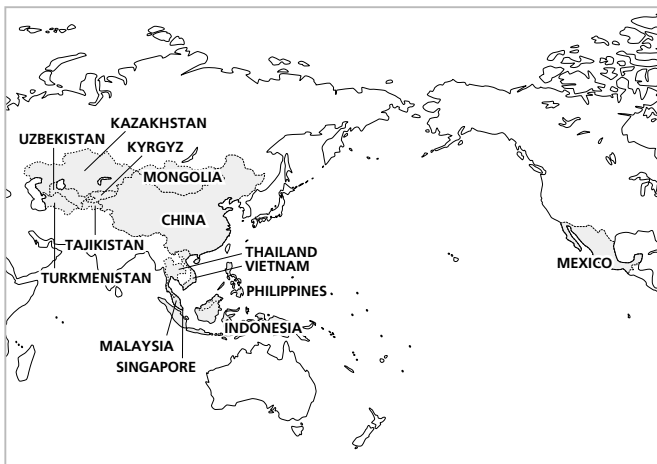 KAZAKHSTAN
UZBEKISTAN
KYRGYZ
MONGOLIA
CHINA
TAJIKISTAN
THAILAND
VIETNAM
MEXICO
TURKMENISTAN
PHILIPPINES
INDONESIA
MALAYSIA
SINGAPORE